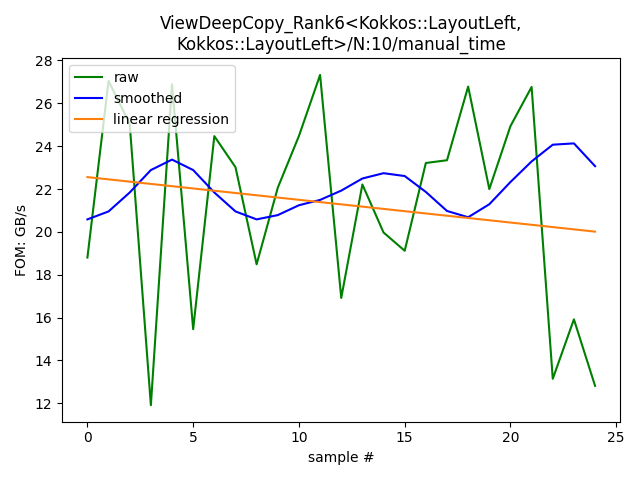 ViewDeepCopy_Rank6<Kokkos::LayoutLeft,
Kokkos::LayoutLeft>/N:10/manual_time
raw
smoothed
linear regression
FOM: GB/s
28
26
24
22
20
18
16
14
12
0
5
10
15
20
25
sample #